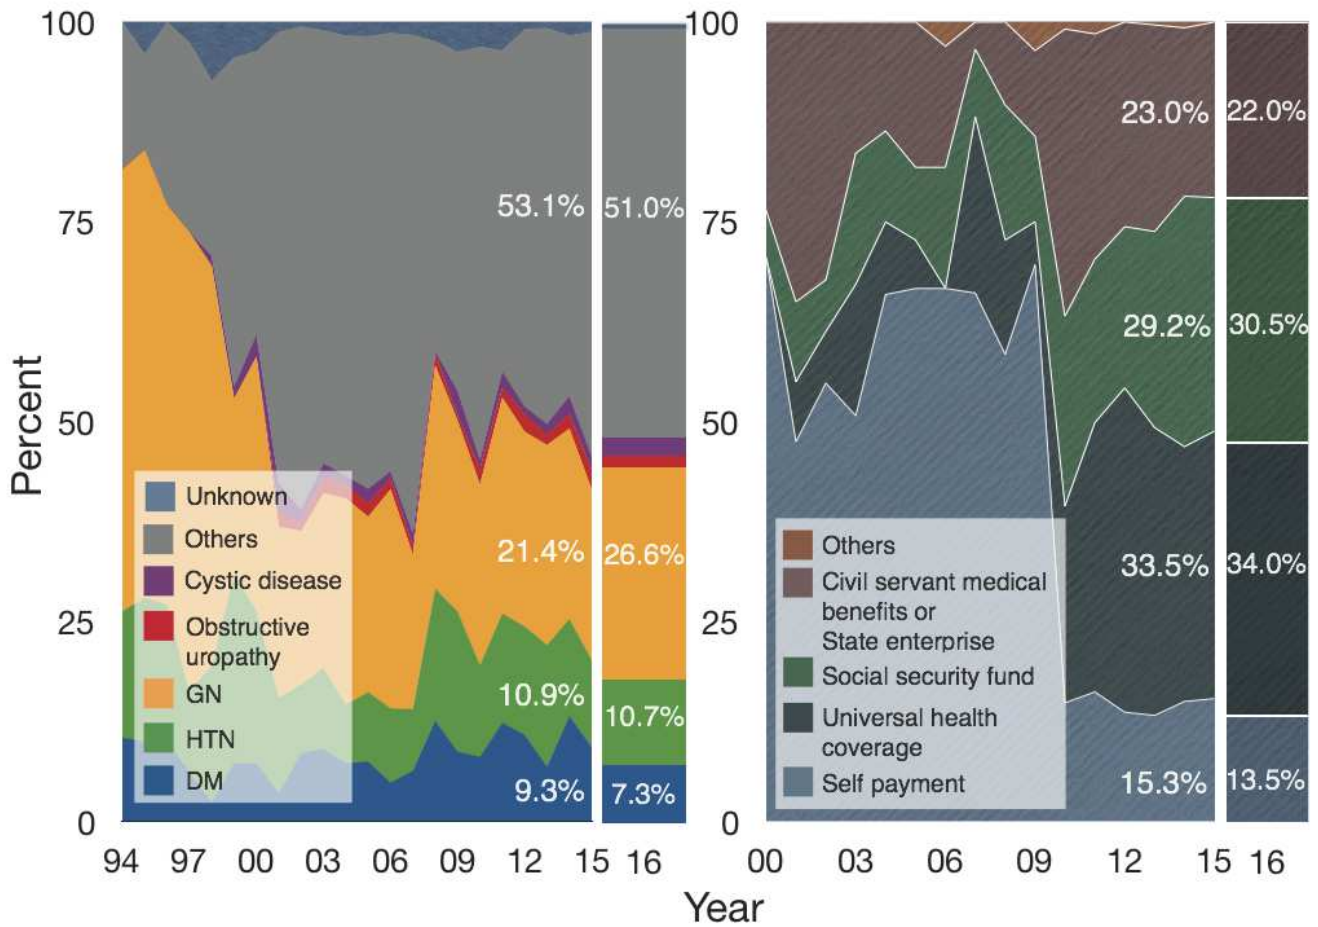 100
75
50
25
0
Percent
53.1%
51.0%
21.4%
26.6%
10.9%
10.7%
9.3%
7.3%
Unknown
Others
Cystic disease
Obstructive
uropathy
GN
HTN
DM
94 97 00 03 06 09 12 15 16
100
75
50
25
0
23.0%
22.0%
29.2%
30.5%
33.5%
34.0%
15.3%
13.5%
Others
Civil servant medical
benefits or
State enterprise
Social security fund
Universal health
coverage
Self payment
00 03 06 09 12 15 16
Year